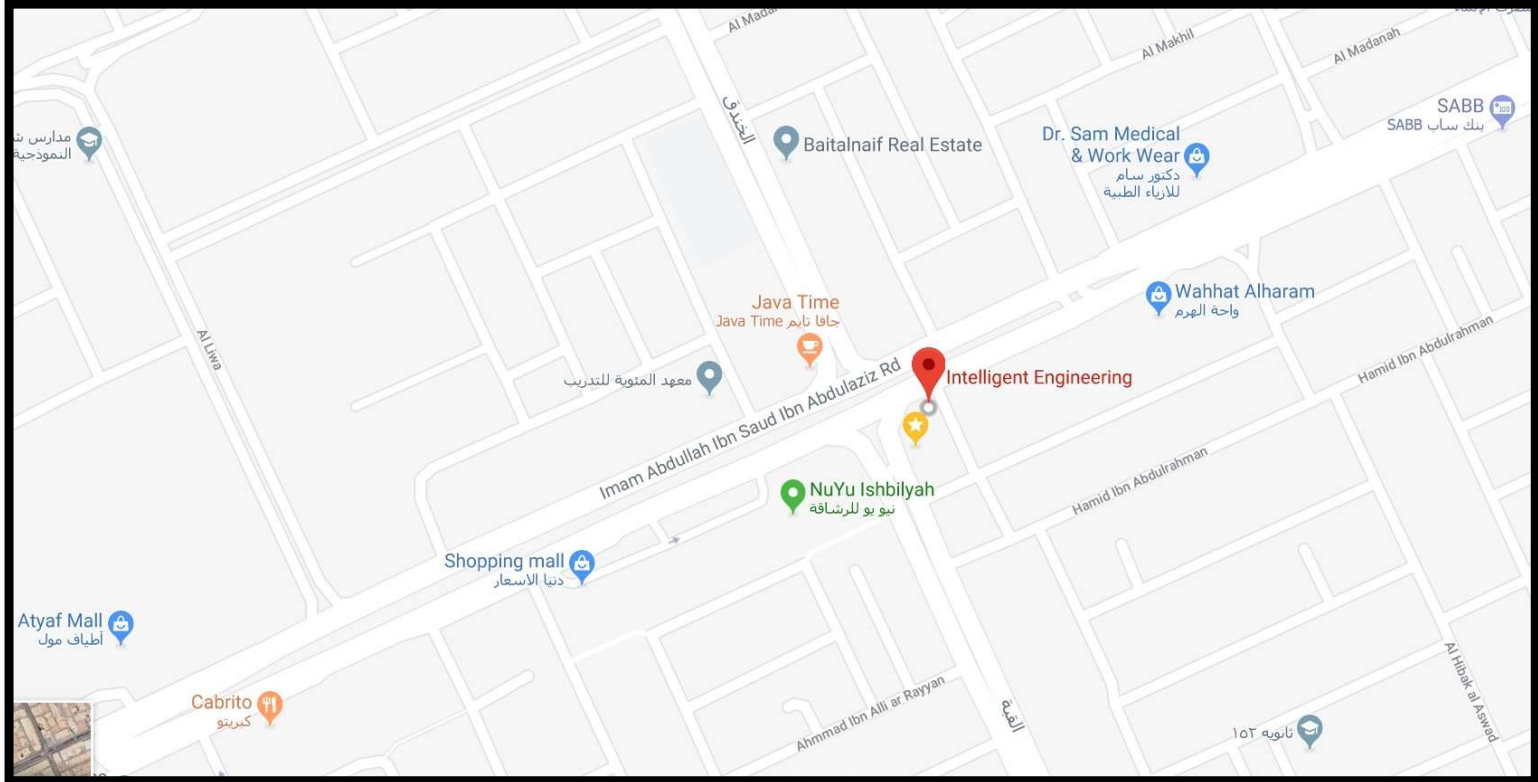 Al Makhil
Al Madanah
الخندق
SABB
بنك ساب SABB
مدارس
النموذجية
Baitalnaif Real Estate
Dr. Sam Medical
& Work Wear
دكتور سام
للازياء الطبية
Java Time
جافا تايم Java Time
Wahhat Alharam
واحة الهرم
Al Liwa
Hamid Ibn Abdulrahman
معهد المئوية للتدريب
Imam Abdullah Ibn Saud Ibn Abdulaziz Rd
Intelligent Engineering
Hamid Ibn Abdulrahman
NuYu Ishbilyah
نيو يو للرشاقة
Shopping mall
دنيا الاسعار
Atyaf Mall
أطياف مول
Cabrito
كبريتو
Ahmmad Ibn Alli ar Rayyan
القبة
Al Hibak al Aswad
ثانويه ١٥٢